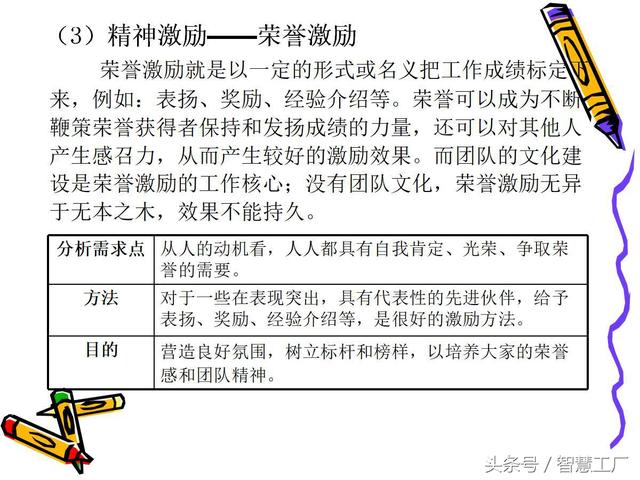 （3）精神激励——荣誉激励
荣誉激励就是以一定的形式或名义把工作成绩标定下
来，例如：表扬、奖励、经验介绍等。荣誉可以成为不断
鞭策荣誉获得者保持和发扬成绩的力量，还可以对其他人
产生感召力，从而产生较好的激励效果。而团队的文化建
设是荣誉激励的工作核心；没有团队文化，荣誉激励无异
于无本之木，效果不能持久。
分析需求点
从人的动机看，人人都具有自我肯定、光荣、争取荣
誉的需要。
方法
对于一些在表现突出，具有代表性的先进伙伴，给予
表扬、奖励、经验介绍等，是很好的激励方法。
目的
营造良好氛围，树立标杆和榜样，以培养大家的荣誉
感和团队精神。
头条号／智慧工厂